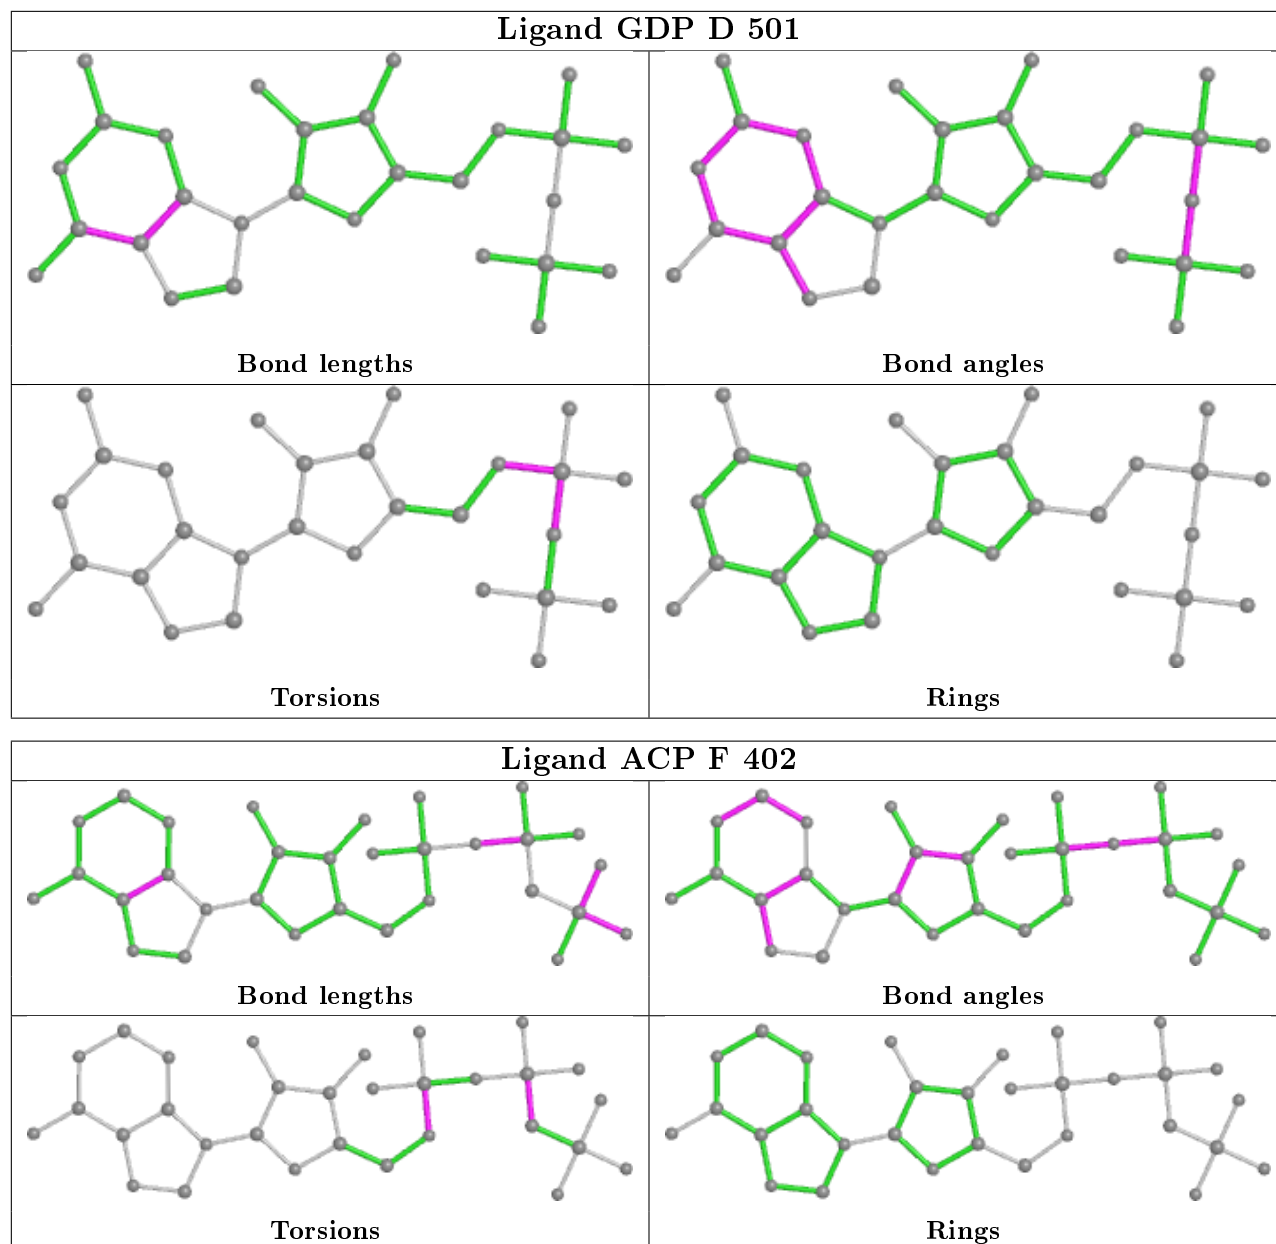 Ligand GDP D 501
Bond lengths
Bond angles
Torsions
Rings
Ligand ACP F 402
Bond lengths
Bond angles
Torsions
Rings